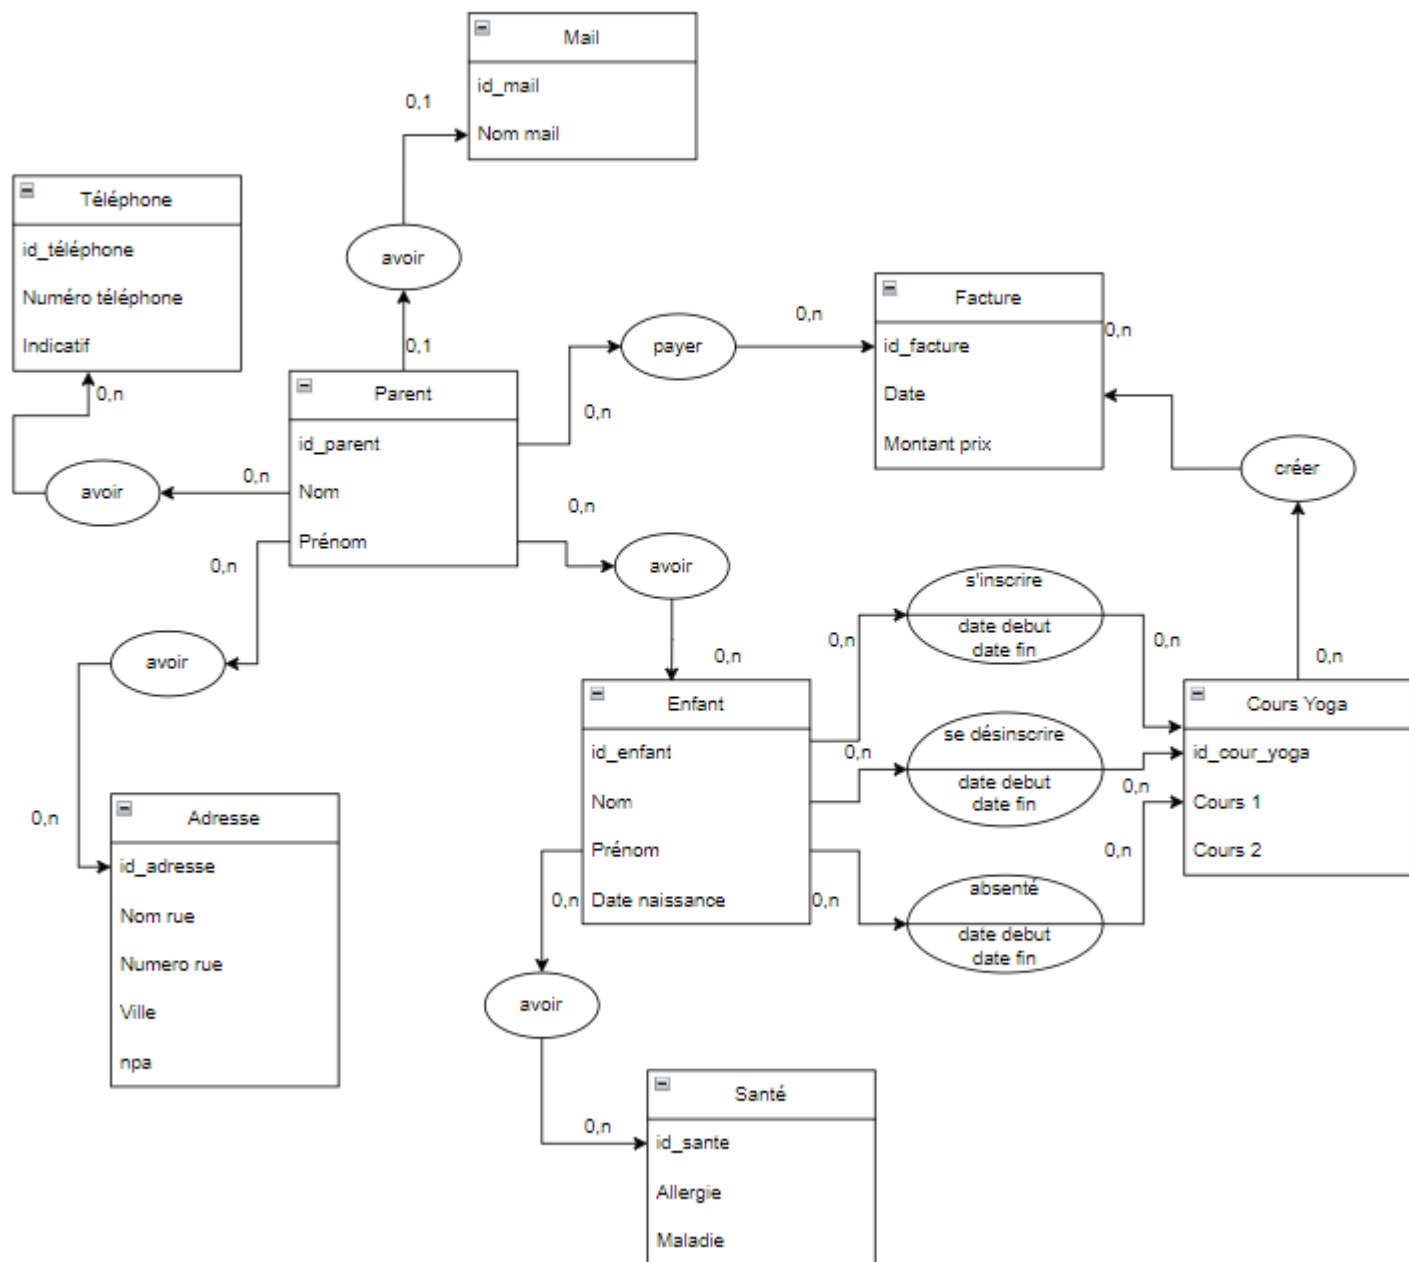 Mail
id_mail
Nom mail
0,1
avoir
0,1
Téléphone
id_téléphone
Numéro téléphone
Indicatif
0,n
avoir
0,n
Parent
id_parent
Nom
Prénom
0,n
payer
0,n
Facture
id_facture
Date
Montant prix
0,n
créer
0,n
0,n
avoir
0,n
0,n
avoir
0,n
Adresse
id_adresse
Nom rue
Numero rue
Ville
npa
Enfant
id_enfant
Nom
Prénom
Date naissance
0,n
s'inscrire
date debut
date fin
0,n
0,n
se désinscrire
date debut
date fin
0,n
0,n
absenté
date debut
date fin
0,n
Cours Yoga
id_cour_yoga
Cours 1
Cours 2
0,n
avoir
0,n
Santé
id_sante
Allergie
Maladie